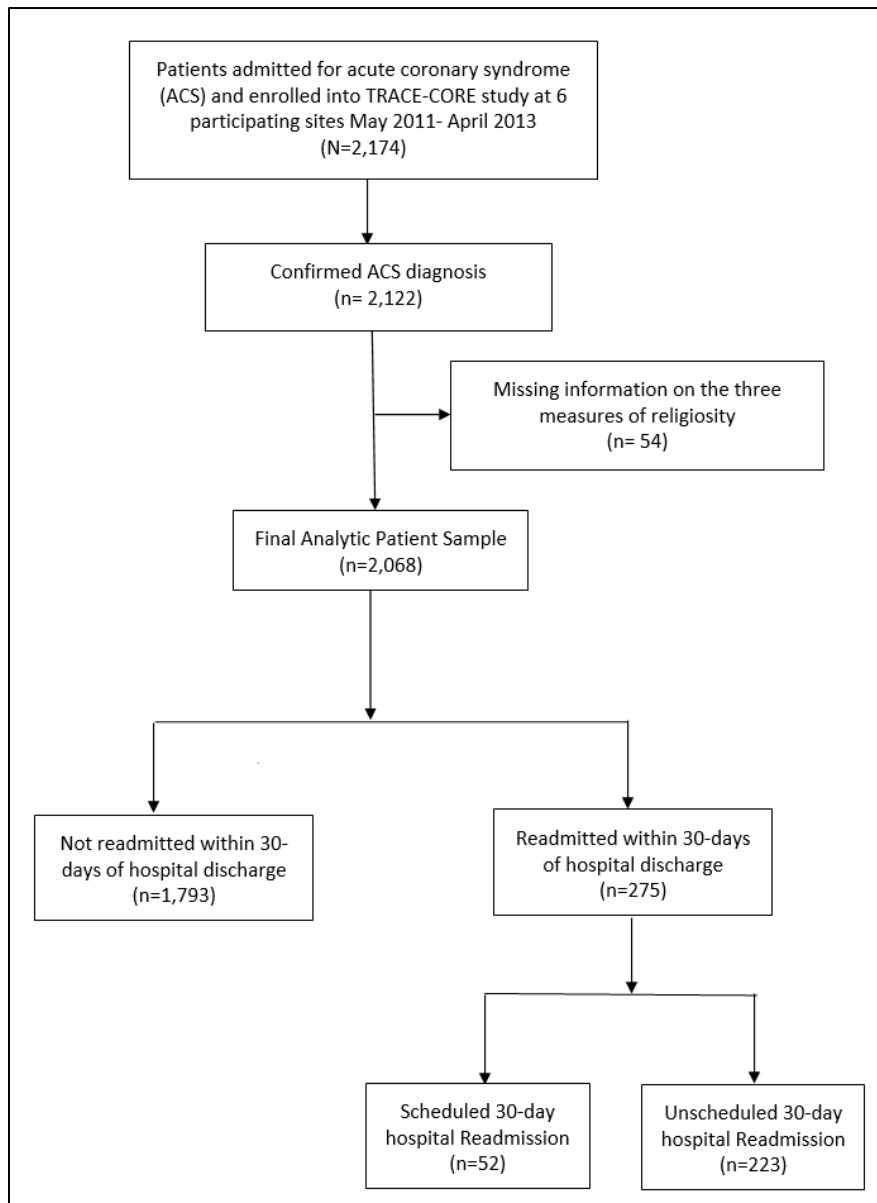 Patients admitted for acute coronary syndrome
(ACS) and enrolled into TRACE-CORE study at 6
participating sites May 2011- April 2013
(N=2,174)
Confirmed ACS diagnosis
(n= 2,122)
Missing information on the three
measures of religiosity
(n= 54)
Final Analytic Patient Sample
(n=2,068)
Not readmitted within 30-
days of hospital discharge
(n=1,793)
Readmitted within 30-days
of hospital discharge
(n=275)
Scheduled 30-day
hospital Readmission
(n=52)
Unscheduled 30-day
hospital Readmission
(n=223)